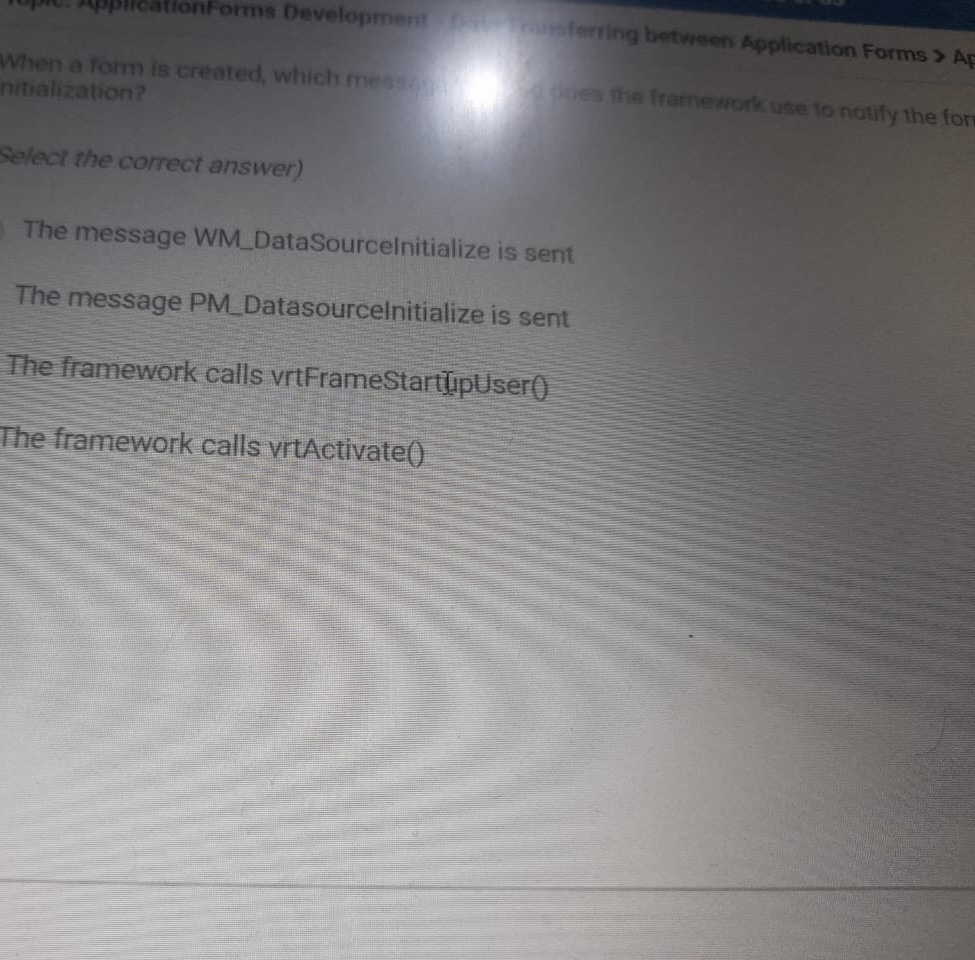 ApplicationForms Development - Data Transferring between Application Forms > Ap
When a form is created, which does the framework use to notify the for
nitialization?
Select the correct answer)
The message WM_DataSourceInitialize is sent
The message PM_DatasourceInitialize is sent
The framework calls vrtFrameStartupUser()
The framework calls vrtActivate()